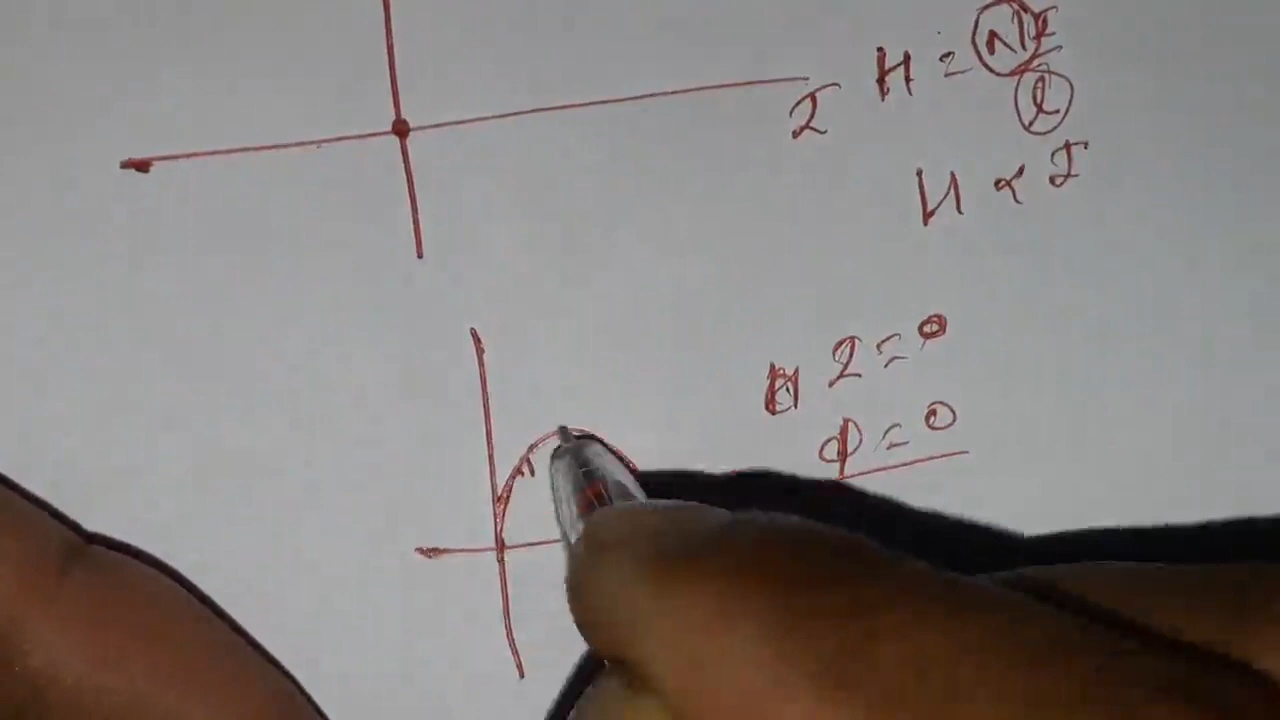 H = NI/l
I
H ∝ I
I = 0
Φ = 0